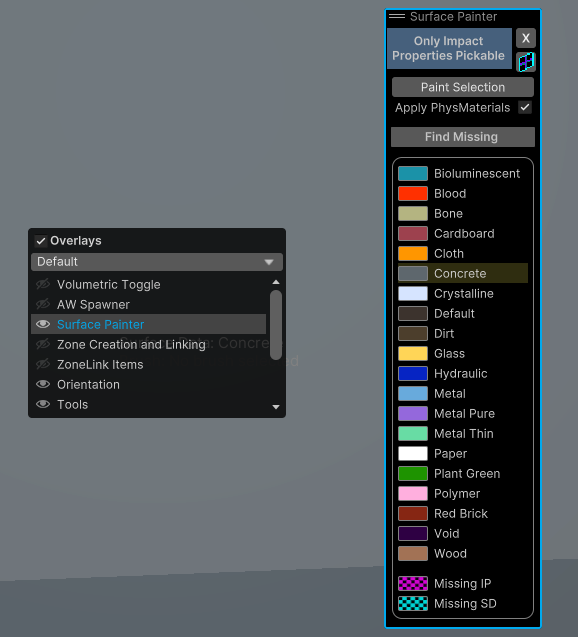 Surface Painter
Only Impact
Properties Pickable
X
Paint Selection
Apply PhysMaterials
Find Missing
Bioluminescent
Blood
Bone
Cardboard
Cloth
Concrete
Crystalline
Default
Dirt
Glass
Hydraulic
Metal
Metal Pure
Metal Thin
Paper
Plant Green
Polymer
Red Brick
Void
Wood
Missing IP
Missing SD
Overlays
Default
Volumetric Toggle
AW Spawner
Surface Painter
Zone Creation and Linking
ZoneLink Items
Orientation
Tools